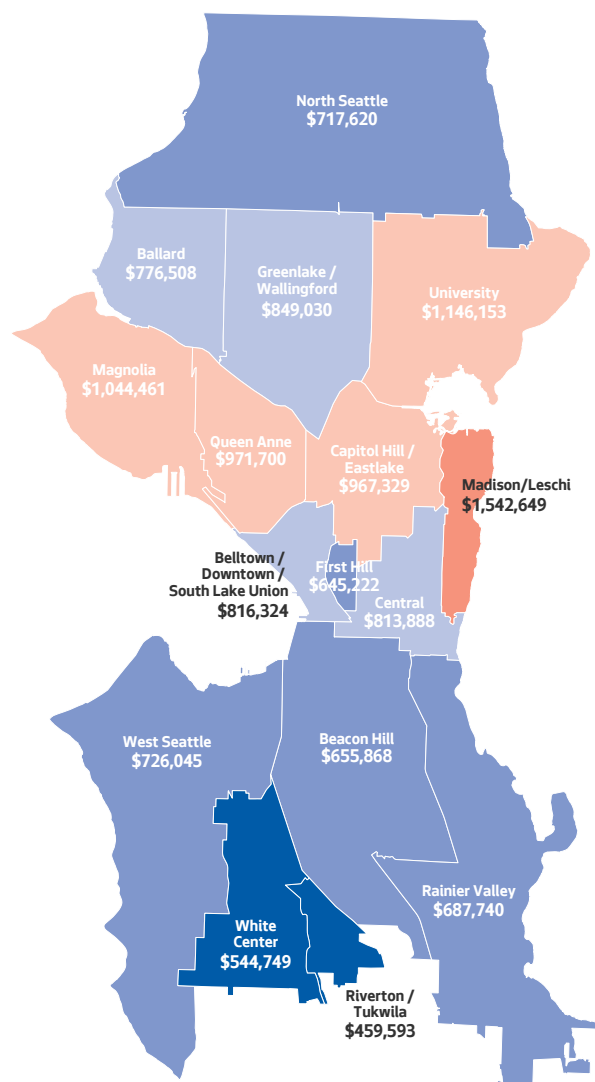 North Seattle
$717,620
Ballard
$776,508
Greenlake /
Wallingford
$849,030
University
$1,146,153
Magnolia
$1,044,461
Queen Anne
$971,700
Capitol Hill /
Eastlake
$967,329
Madison/Leschi
$1,542,649
Belltown /
Downtown /
South Lake Union
$816,324
First Hill
$645,222
Central
$813,888
West Seattle
$726,045
Beacon Hill
$655,868
Rainier Valley
$687,740
White
Center
$544,749
Riverton /
Tukwila
$459,593